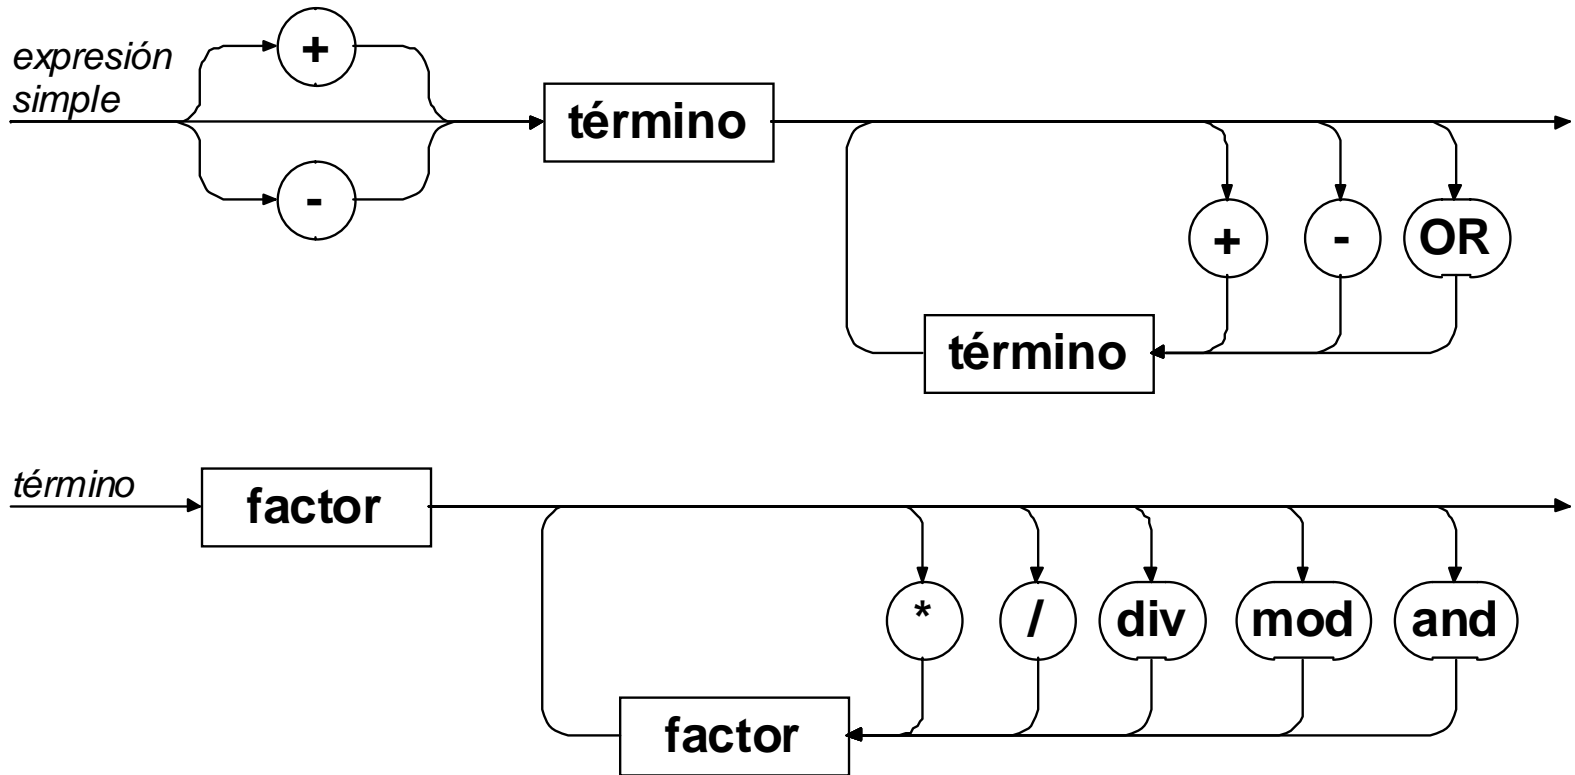 expresión
simple
+
-
término
+
-
OR
término
término
factor
*
/
div
mod
and
factor